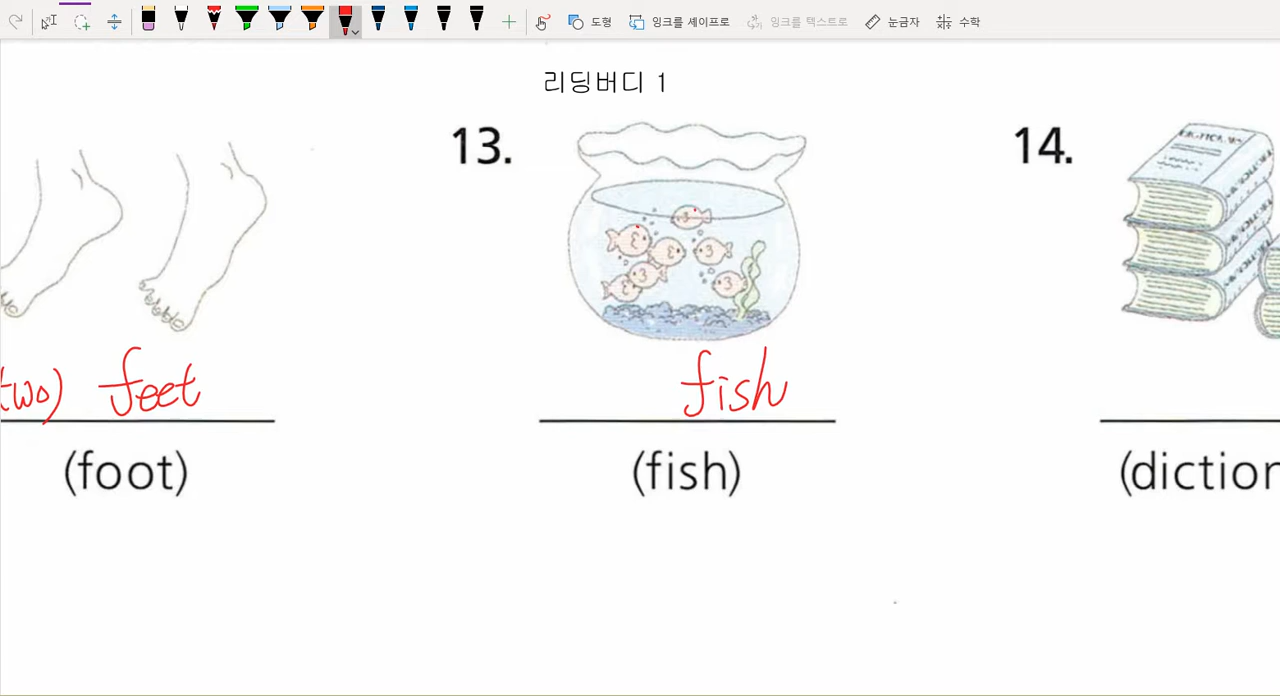 도형 잉크를 셰이프로 잉크를 텍스트로 눈금자 수학
리딩버디 1
13.
14.
two) feet
fish
(foot)
(fish)
(diction